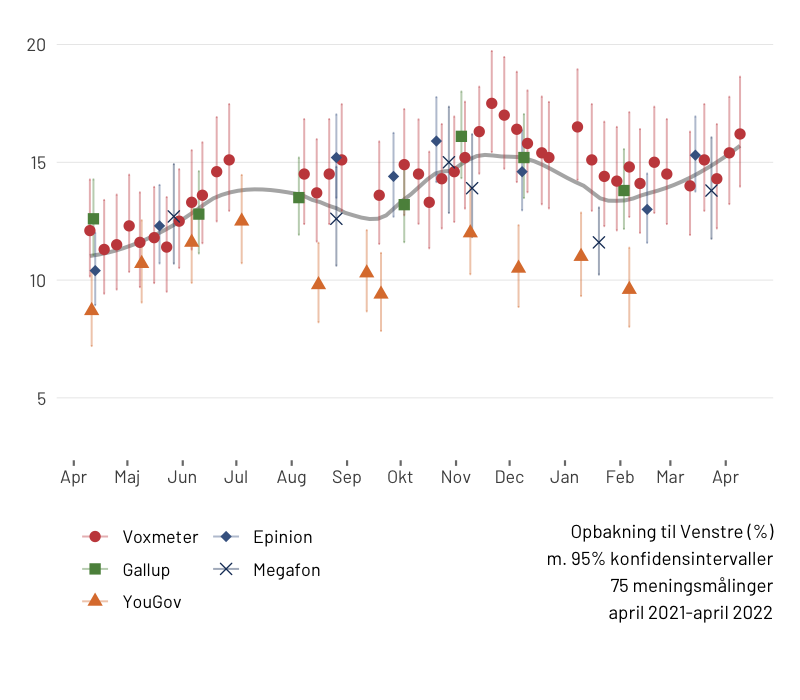 20
15
10
5
Apr Maj Jun Jul Aug Sep Okt Nov Dec Jan Feb Mar Apr
Voxmeter Epinion
Gallup Megafon
YouGov
Opbakning til Venstre (%)
m. 95% konfidensintervaller
75 meningsmålinger
april 2021-april 2022